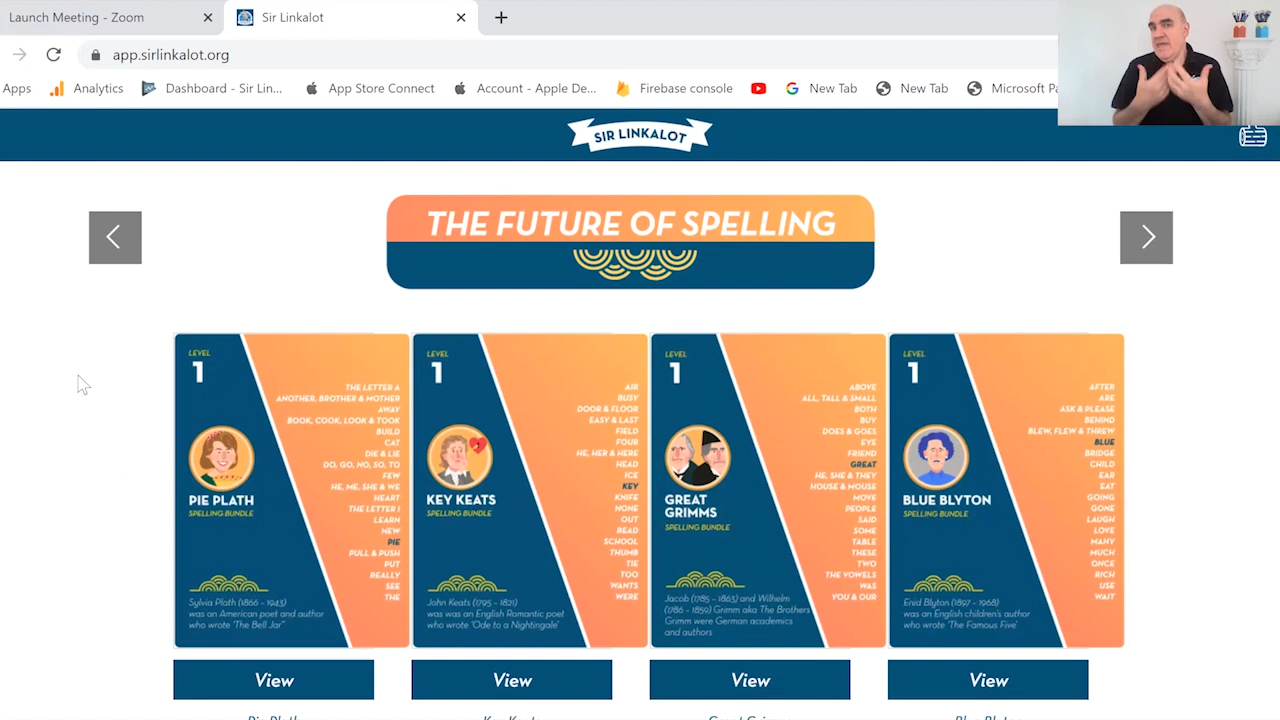 Launch Meeting - Zoom
Sir Linkalot
app.sirlinkalot.org
Apps
Analytics
Dashboard - Sir Lin...
App Store Connect
Account - Apple De...
Firebase console
New Tab
New Tab
Microsoft Pa
SIR LINKALOT
THE FUTURE OF SPELLING
LEVEL
1
THE LETTER A
ANOTHER, BROTHER & MOTHER
AWAY
BOOK, COOK, LOOK & TOOK
BUILD
CAT
DIE & LIE
DO, GO, NO, SO, TO
FEW
HE, ME, SHE & WE
HEART
THE LETTER I
LEARN
NEW
PIE
PULL & PUSH
PUT
REALLY
SEE
THE
PIE PLATH
SPELLING BUNDLE
Sylvia Plath (1866 - 1943)
was an American poet and author
who wrote 'The Bell Jar"
View
LEVEL
1
AIR
BUSY
DOOR & FLOOR
EASY & LAST
FIELD
FOUR
HE, HER & HERE
HEAD
ICE
KEY
KNIFE
NONE
OUT
READ
SCHOOL
THUMB
TIE
TOO
WANTS
WERE
KEY KEATS
SPELLING BUNDLE
John Keats (1795 - 1821)
was was an English Romantic poet
who wrote 'Ode to a Nightingale'
View
LEVEL
1
ABOVE
ALL, TALL & SMALL
BOTH
BUY
DOES & GOES
EYE
FRIEND
GREAT
HE, SHE & THEY
HOUSE & MOUSE
MOVE
PEOPLE
SAID
SOME
TABLE
THESE
TWO
THE VOWELS
WAS
YOU & OUR
GREAT
GRIMMS
SPELLING BUNDLE
Jacob (1785 - 1863) and Wilhelm
(1786 - 1859) Grimm aka The Brothers
Grimm were German academics
and authors
View
LEVEL
1
AFTER
ARE
ASK & PLEASE
BEHIND
BLEW, FLEW & THREW
BLUE
BRIDGE
CHILD
EAR
EAT
GOING
GONE
LAUGH
LOVE
MANY
MUCH
ONCE
RICH
USE
WAIT
BLUE BLYTON
SPELLING BUNDLE
Enid Blyton (1897 - 1968)
was an English children's author
who wrote 'The Famous Five'
View